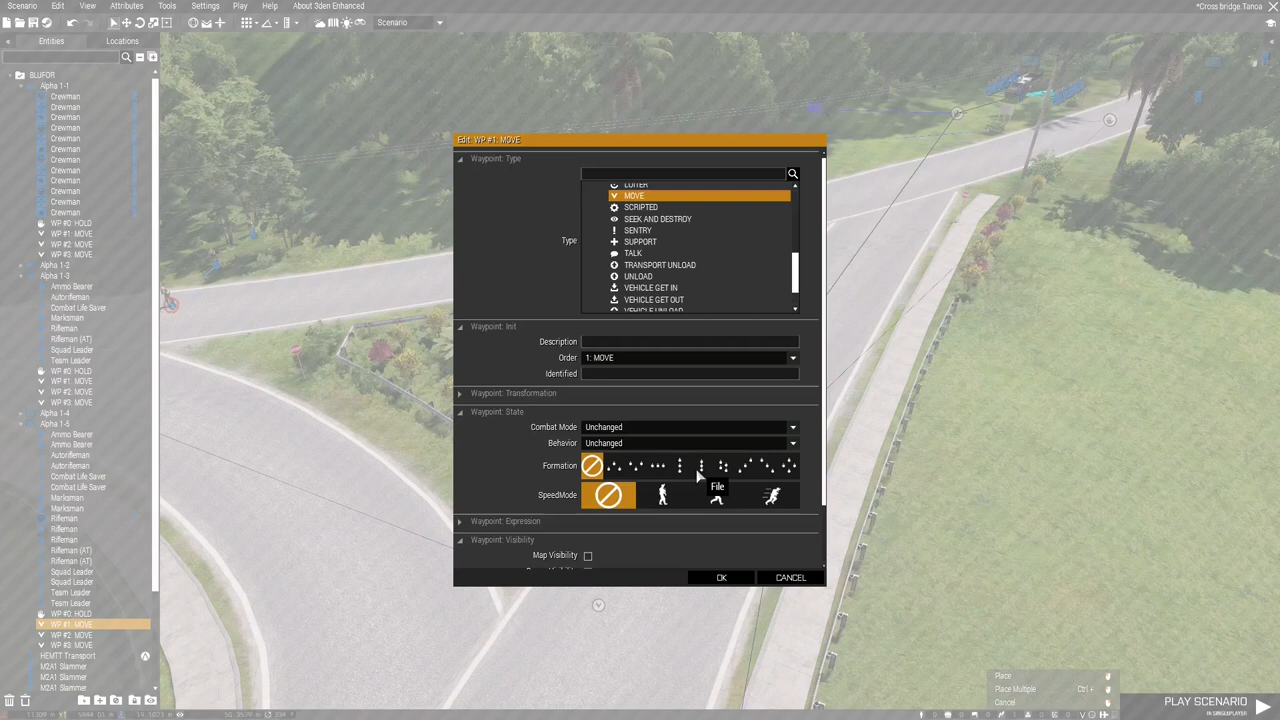 Scenario Edit View Attributes Tools Settings Play Help About 3den Enhanced *Cross bridge.Tanoa
Scenario
Entities Locations
BLUFOR
Alpha 1-1
Crewman
Crewman
Crewman
Crewman
Crewman
Crewman
Crewman
Crewman
Crewman
Crewman
Crewman
Crewman
WP #0: HOLD
WP #1: MOVE
WP #2: MOVE
WP #3: MOVE
Alpha 1-2
Alpha 1-3
Ammo Bearer
Autorifleman
Combat Life Saver
Marksman
Rifleman
Rifleman (AT)
Squad Leader
Team Leader
WP #0: HOLD
WP #1: MOVE
WP #2: MOVE
WP #3: MOVE
Alpha 1-4
Alpha 1-5
Ammo Bearer
Ammo Bearer
Autorifleman
Autorifleman
Combat Life Saver
Combat Life Saver
Marksman
Marksman
Rifleman
Rifleman
Rifleman
Rifleman (AT)
Rifleman (AT)
Squad Leader
Squad Leader
Team Leader
Team Leader
WP #0: HOLD
WP #1: MOVE
WP #2: MOVE
WP #3: MOVE
HEMTT Transport
M2A1 Slammer
M2A1 Slammer
M2A1 Slammer
Edit: WP #1: MOVE
Waypoint: Type
Type
LOITER
MOVE
SCRIPTED
SEEK AND DESTROY
SENTRY
SUPPORT
TALK
TRANSPORT UNLOAD
UNLOAD
VEHICLE GET IN
VEHICLE GET OUT
VEHICLE UNLOAD
Waypoint: Init
Description
Order 1: MOVE
Identified
Waypoint: Transformation
Waypoint: State
Combat Mode Unchanged
Behavior Unchanged
Formation
File
SpeedMode
Waypoint: Expression
Waypoint: Visibility
Map Visibility
OK CANCEL
Place
Place Multiple Ctrl +
Cancel
PLAY SCENARIO
IN SINGLEPLAYER